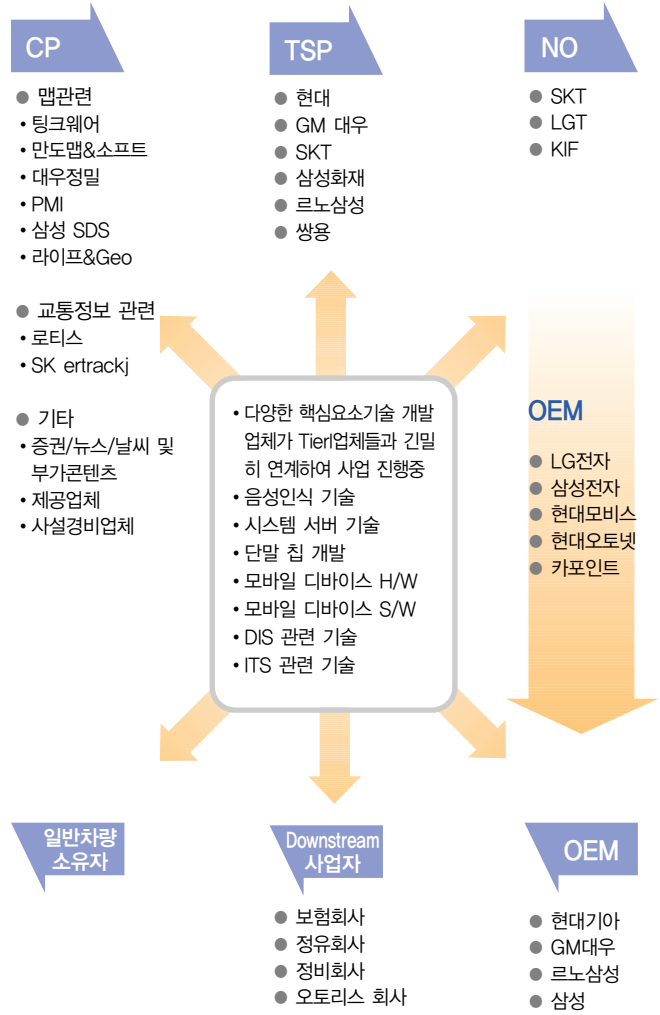 CP
● 맵관련
• 팅크웨어
• 만도맵&소프트
• 대우정밀
• PMI
• 삼성 SDS
• 라이프&Geo
● 교통정보 관련
• 로티스
• SK ertrackj
● 기타
• 증권/뉴스/날씨 및
부가콘텐츠
• 제공업체
• 사설경비업체
TSP
● 현대
● GM 대우
● SKT
● 삼성화재
● 르노삼성
● 쌍용
NO
● SKT
● LGT
● KIF
• 다양한 핵심요소기술 개발
업체가 Tierl업체들과 긴밀
히 연계하여 사업 진행중
• 음성인식 기술
• 시스템 서버 기술
• 단말 칩 개발
• 모바일 디바이스 H/W
• 모바일 디바이스 S/W
• DIS 관련 기술
• ITS 관련 기술
OEM
● LG전자
● 삼성전자
● 현대모비스
● 현대오토넷
● 카포인트
일반차량
소유자
Downstream
사업자
● 보험회사
● 정유회사
● 정비회사
● 오토리스 회사
OEM
● 현대기아
● GM대우
● 르노삼성
● 삼성